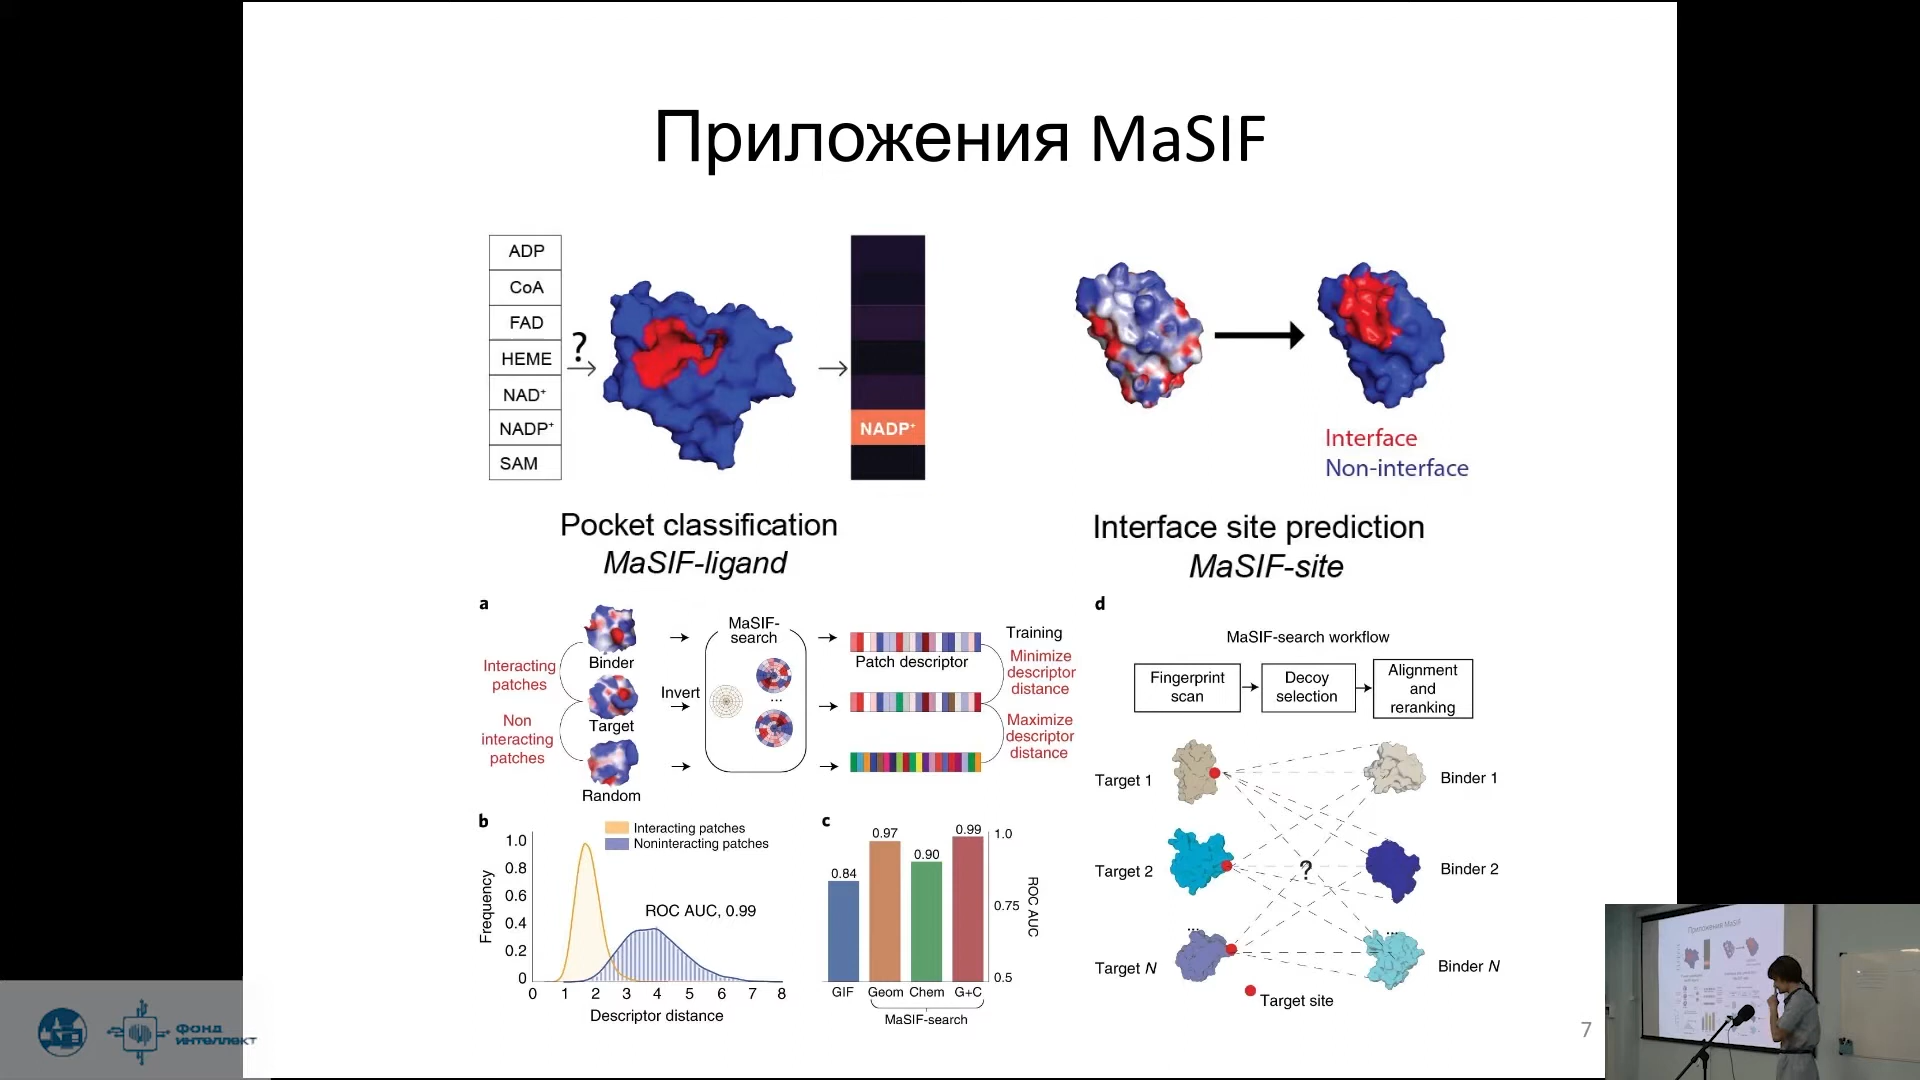 Приложения MaSIF
ADP
CoA
FAD
HEME
NAD+
NADP+
SAM
?
NADP+
Interface
Non-interface
Pocket classification
MaSIF-ligand
Interface site prediction
MaSIF-site
a
Interacting
patches
Non
interacting
patches
Binder
Target
Random
Invert
MaSIF-
search
...
Patch descriptor
Training
Minimize
descriptor
distance
Maximize
descriptor
distance
b
Interacting patches
Noninteracting patches
ROC AUC, 0.99
Frequency
1.0
0.8
0.6
0.4
0.2
0
0 1 2 3 4 5 6 7 8
Descriptor distance
c
0.84
0.97
0.90
0.99
1.0
0.75
0.5
ROC AUC
GIF Geom Chem G+C
MaSIF-search
d
MaSIF-search workflow
Fingerprint
scan
Decoy
selection
Alignment
and
reranking
Target 1
Binder 1
Target 2
?
Binder 2
...
...
Target N
Binder N
Target site
7
Фонд
интеллект
Приложения MaSIF